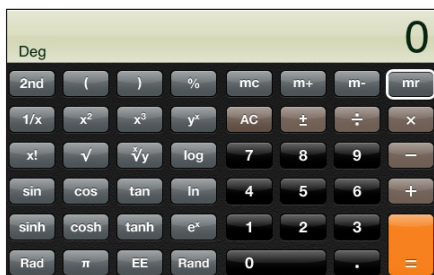 0
Deg
2nd ( ) % mc m+ m- mr
1/x x² x³ yˣ AC ± ÷ ×
x! √ ˣ√y log 7 8 9 −
sin cos tan ln 4 5 6 +
sinh cosh tanh eˣ 1 2 3
Rad π EE Rand 0 . =